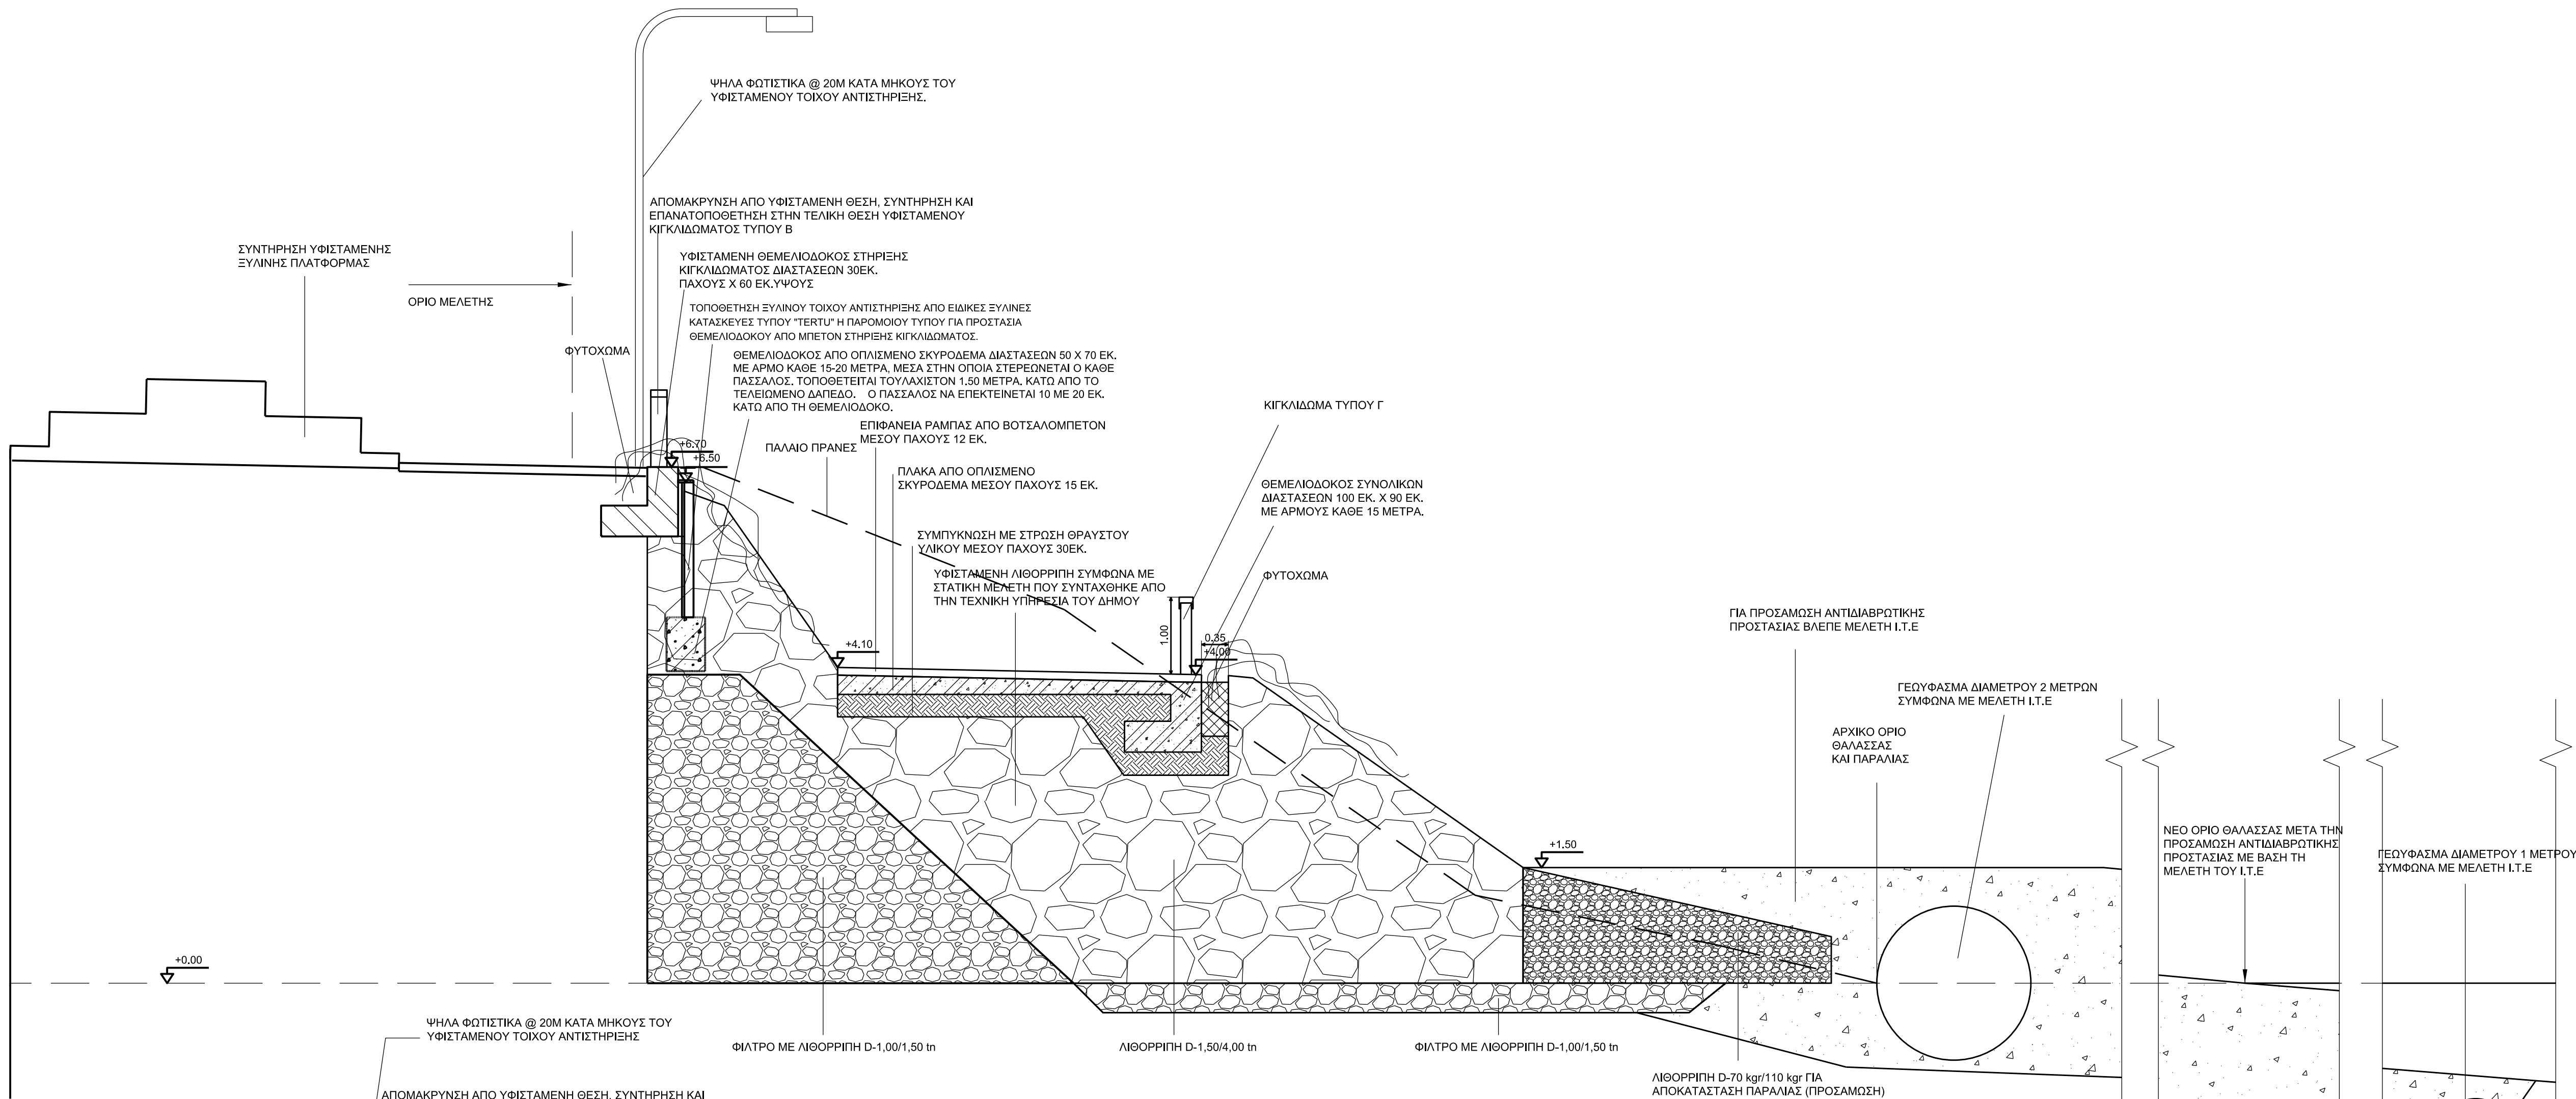 ΨΗΛΑ ΦΩΤΙΣΤΙΚΑ @ 20Μ ΚΑΤΑ ΜΗΚΟΥΣ ΤΟΥ
ΥΦΙΣΤΑΜΕΝΟΥ ΤΟΙΧΟΥ ΑΝΤΙΣΤΗΡΙΞΗΣ.
ΑΠΟΜΑΚΡΥΝΣΗ ΑΠΟ ΥΦΙΣΤΑΜΕΝΗ ΘΕΣΗ, ΣΥΝΤΗΡΗΣΗ ΚΑΙ
ΕΠΑΝΑΤΟΠΟΘΕΤΗΣΗ ΣΤΗΝ ΤΕΛΙΚΗ ΘΕΣΗ ΥΦΙΣΤΑΜΕΝΟΥ
ΚΙΓΚΛΙΔΩΜΑΤΟΣ ΤΥΠΟΥ Β
ΣΥΝΤΗΡΗΣΗ ΥΦΙΣΤΑΜΕΝΗΣ
ΞΥΛΙΝΗΣ ΠΛΑΤΦΟΡΜΑΣ
ΟΡΙΟ ΜΕΛΕΤΗΣ
ΥΦΙΣΤΑΜΕΝΗ ΘΕΜΕΛΙΟΔΟΚΟΣ ΣΤΗΡΙΞΗΣ
ΚΙΓΚΛΙΔΩΜΑΤΟΣ ΔΙΑΣΤΑΣΕΩΝ 30ΕΚ.
ΠΑΧΟΥΣ Χ 60 ΕΚ.ΥΨΟΥΣ
ΤΟΠΟΘΕΤΗΣΗ ΞΥΛΙΝΟΥ ΤΟΙΧΟΥ ΑΝΤΙΣΤΗΡΙΞΗΣ ΑΠΟ ΕΙΔΙΚΕΣ ΞΥΛΙΝΕΣ
ΚΑΤΑΣΚΕΥΕΣ ΤΥΠΟΥ "TERTU" Η ΠΑΡΟΜΟΙΟΥ ΤΥΠΟΥ ΓΙΑ ΠΡΟΣΤΑΣΙΑ
ΘΕΜΕΛΙΟΔΟΚΟΥ ΑΠΟ ΜΠΕΤΟΝ ΣΤΗΡΙΞΗΣ ΚΙΓΚΛΙΔΩΜΑΤΟΣ.
ΦΥΤΟΧΩΜΑ
ΘΕΜΕΛΙΟΔΟΚΟΣ ΑΠΟ ΟΠΛΙΣΜΕΝΟ ΣΚΥΡΟΔΕΜΑ ΔΙΑΣΤΑΣΕΩΝ 50 Χ 70 ΕΚ.
ΜΕ ΑΡΜΟ ΚΑΘΕ 15-20 ΜΕΤΡΑ, ΜΕΣΑ ΣΤΗΝ ΟΠΟΙΑ ΣΤΕΡΕΩΝΕΤΑΙ Ο ΚΑΘΕ
ΠΑΣΣΑΛΟΣ. ΤΟΠΟΘΕΤΕΙΤΑΙ ΤΟΥΛΑΧΙΣΤΟΝ 1.50 ΜΕΤΡΑ. ΚΑΤΩ ΑΠΟ ΤΟ
ΤΕΛΕΙΩΜΕΝΟ ΔΑΠΕΔΟ. Ο ΠΑΣΣΑΛΟΣ ΝΑ ΕΠΕΚΤΕΙΝΕΤΑΙ 10 ΜΕ 20 ΕΚ.
ΚΑΤΩ ΑΠΟ ΤΗ ΘΕΜΕΛΙΟΔΟΚΟ.
ΕΠΙΦΑΝΕΙΑ ΡΑΜΠΑΣ ΑΠΟ ΒΟΤΣΑΛΟΜΠΕΤΟΝ
ΜΕΣΟΥ ΠΑΧΟΥΣ 12 ΕΚ.
ΠΑΛΑΙΟ ΠΡΑΝΕΣ
+6.70
+6.50
ΠΛΑΚΑ ΑΠΟ ΟΠΛΙΣΜΕΝΟ
ΣΚΥΡΟΔΕΜΑ ΜΕΣΟΥ ΠΑΧΟΥΣ 15 ΕΚ.
ΚΙΓΚΛΙΔΩΜΑ ΤΥΠΟΥ Γ
ΘΕΜΕΛΙΟΔΟΚΟΣ ΣΥΝΟΛΙΚΩΝ
ΔΙΑΣΤΑΣΕΩΝ 100 ΕΚ. Χ 90 ΕΚ.
ΜΕ ΑΡΜΟΥΣ ΚΑΘΕ 15 ΜΕΤΡΑ.
ΣΥΜΠΥΚΝΩΣΗ ΜΕ ΣΤΡΩΣΗ ΘΡΑΥΣΤΟΥ
ΥΛΙΚΟΥ ΜΕΣΟΥ ΠΑΧΟΥΣ 30ΕΚ.
ΥΦΙΣΤΑΜΕΝΗ ΛΙΘΟΡΡΙΠΗ ΣΥΜΦΩΝΑ ΜΕ
ΣΤΑΤΙΚΗ ΜΕΛΕΤΗ ΠΟΥ ΣΥΝΤΑΧΘΗΚΕ ΑΠΟ
ΤΗΝ ΤΕΧΝΙΚΗ ΥΠΗΡΕΣΙΑ ΤΟΥ ΔΗΜΟΥ
ΦΥΤΟΧΩΜΑ
1.00
0.35
+4.10
+4.00
ΓΙΑ ΠΡΟΣΑΜΩΣΗ ΑΝΤΙΔΙΑΒΡΩΤΙΚΗΣ
ΠΡΟΣΤΑΣΙΑΣ ΒΛΕΠΕ ΜΕΛΕΤΗ Ι.Τ.Ε
ΓΕΩΥΦΑΣΜΑ ΔΙΑΜΕΤΡΟΥ 2 ΜΕΤΡΩΝ
ΣΥΜΦΩΝΑ ΜΕ ΜΕΛΕΤΗ Ι.Τ.Ε
ΑΡΧΙΚΟ ΟΡΙΟ
ΘΑΛΑΣΣΑΣ
ΚΑΙ ΠΑΡΑΛΙΑΣ
+1.50
ΝΕΟ ΟΡΙΟ ΘΑΛΑΣΣΑΣ ΜΕΤΑ ΤΗΝ
ΠΡΟΣΑΜΩΣΗ ΑΝΤΙΔΙΑΒΡΩΤΙΚΗΣ
ΠΡΟΣΤΑΣΙΑΣ ΜΕ ΒΑΣΗ ΤΗ
ΜΕΛΕΤΗ ΤΟΥ Ι.Τ.Ε
ΓΕΩΥΦΑΣΜΑ ΔΙΑΜΕΤΡΟΥ 1 ΜΕΤΡΟΥ
ΣΥΜΦΩΝΑ ΜΕ ΜΕΛΕΤΗ Ι.Τ.Ε
+0.00
ΨΗΛΑ ΦΩΤΙΣΤΙΚΑ @ 20Μ ΚΑΤΑ ΜΗΚΟΥΣ ΤΟΥ
ΥΦΙΣΤΑΜΕΝΟΥ ΤΟΙΧΟΥ ΑΝΤΙΣΤΗΡΙΞΗΣ
ΦΙΛΤΡΟ ΜΕ ΛΙΘΟΡΡΙΠΗ D-1,00/1,50 tn
ΛΙΘΟΡΡΙΠΗ D-1,50/4,00 tn
ΦΙΛΤΡΟ ΜΕ ΛΙΘΟΡΡΙΠΗ D-1,00/1,50 tn
ΛΙΘΟΡΡΙΠΗ D-70 kgr/110 kgr ΓΙΑ
ΑΠΟΚΑΤΑΣΤΑΣΗ ΠΑΡΑΛΙΑΣ (ΠΡΟΣΑΜΩΣΗ)
ΑΠΟΜΑΚΡΥΝΣΗ ΑΠΟ ΥΦΙΣΤΑΜΕΝΗ ΘΕΣΗ, ΣΥΝΤΗΡΗΣΗ ΚΑΙ